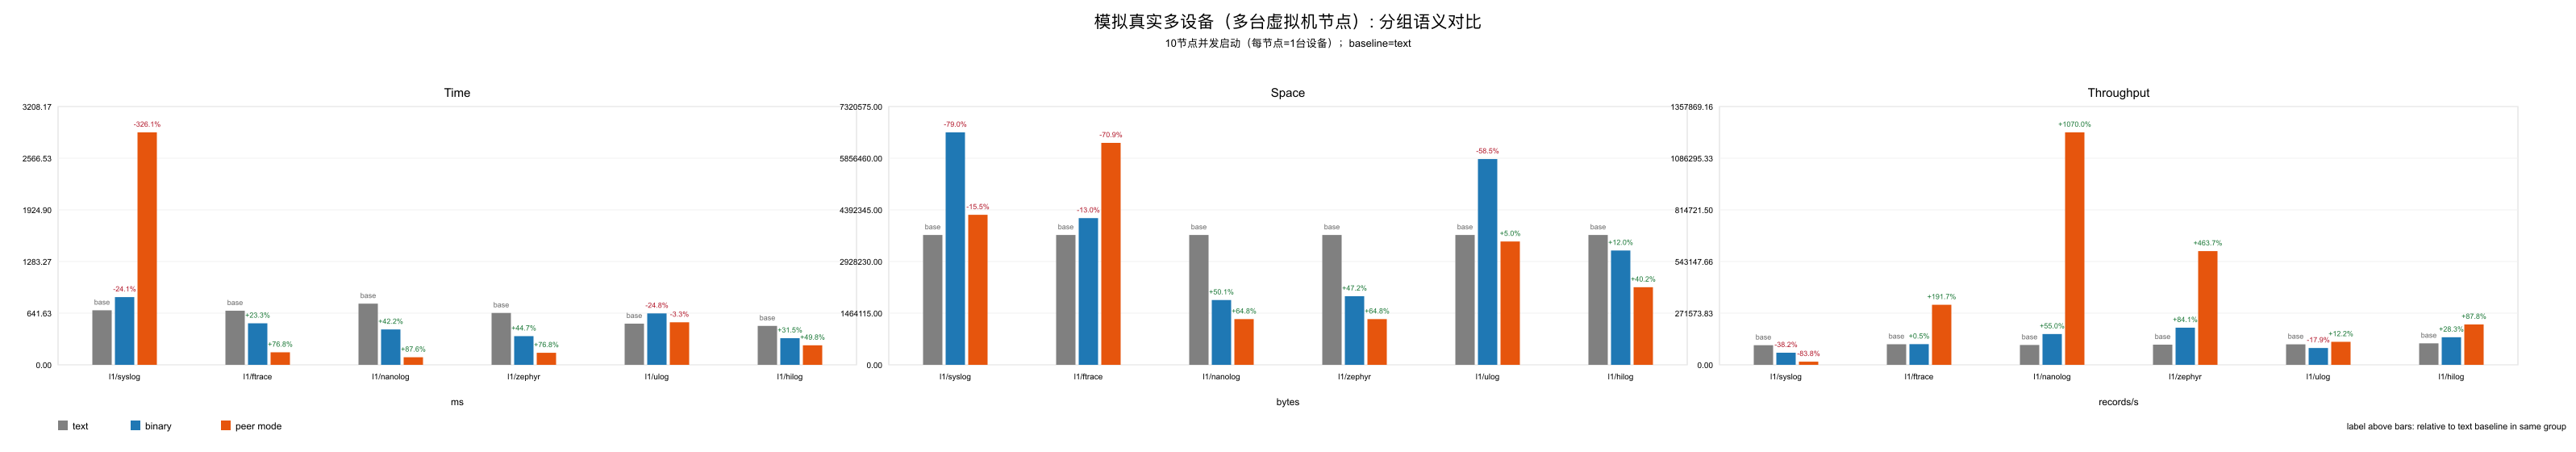 模拟真实多设备（多台虚拟机节点）: 分组语义对比
10节点并发启动（每节点=1台设备）; baseline=text
Time
3208.17
2566.53
1924.90
1283.27
641.63
0.00
base
-24.1%
-326.1%
base
+23.3%
+76.8%
base
+42.2%
+87.6%
base
+44.7%
+76.8%
base
-24.8%
-3.3%
base
+31.5%
+49.8%
l1/syslog
l1/ftrace
l1/nanolog
l1/zephyr
l1/ulog
l1/hilog
ms
Space
7320575.00
5856460.00
4392345.00
2928230.00
1464115.00
0.00
base
-79.0%
-15.5%
base
-13.0%
-70.9%
base
+50.1%
+64.8%
base
+47.2%
+64.8%
base
-58.5%
+5.0%
base
+12.0%
+40.2%
l1/syslog
l1/ftrace
l1/nanolog
l1/zephyr
l1/ulog
l1/hilog
bytes
Throughput
1357869.16
1086295.33
814721.50
543147.66
271573.83
0.00
base
-38.2%
-83.8%
base
+0.5%
+191.7%
base
+55.0%
+1070.0%
base
+84.1%
+463.7%
base
-17.9%
+12.2%
base
+28.3%
+87.8%
l1/syslog
l1/ftrace
l1/nanolog
l1/zephyr
l1/ulog
l1/hilog
records/s
text
binary
peer mode
label above bars: relative to text baseline in same group